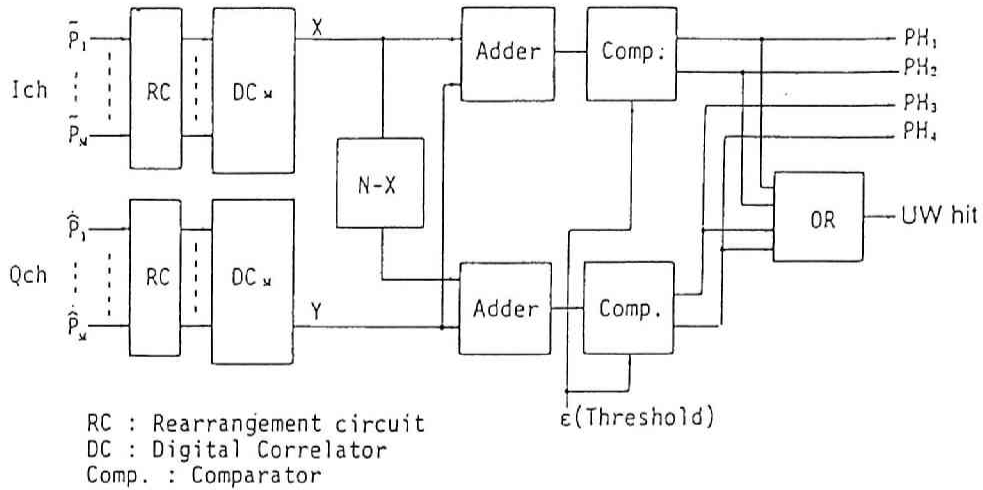 P̃₁ X PH₁
Adder Comp: PH₂
Ich RC DCₘ PH₃
P̃ₘ PH₄
N-X
OR UW hit
P̂₁
Qch RC DCₘ Adder Comp.
P̂ₘ Y
ε(Threshold)
RC : Rearrangement circuit
DC : Digital Correlator
Comp. : Comparator